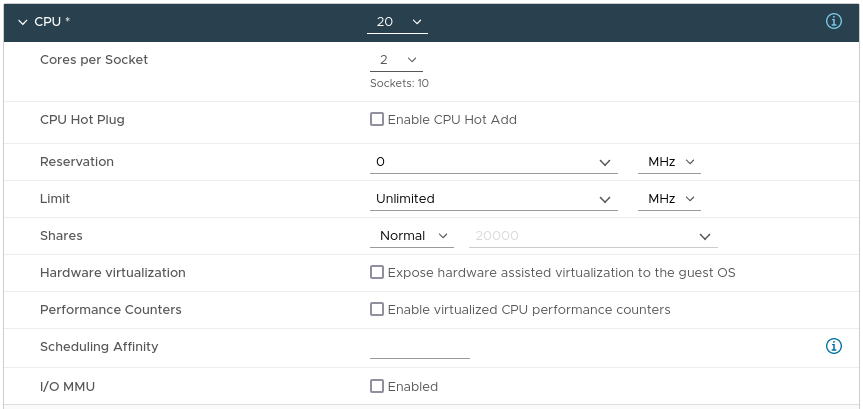 CPU * 20
Cores per Socket 2
Sockets: 10
CPU Hot Plug Enable CPU Hot Add
Reservation 0 MHz
Limit Unlimited MHz
Shares Normal 20000
Hardware virtualization Expose hardware assisted virtualization to the guest OS
Performance Counters Enable virtualized CPU performance counters
Scheduling Affinity
I/O MMU Enabled